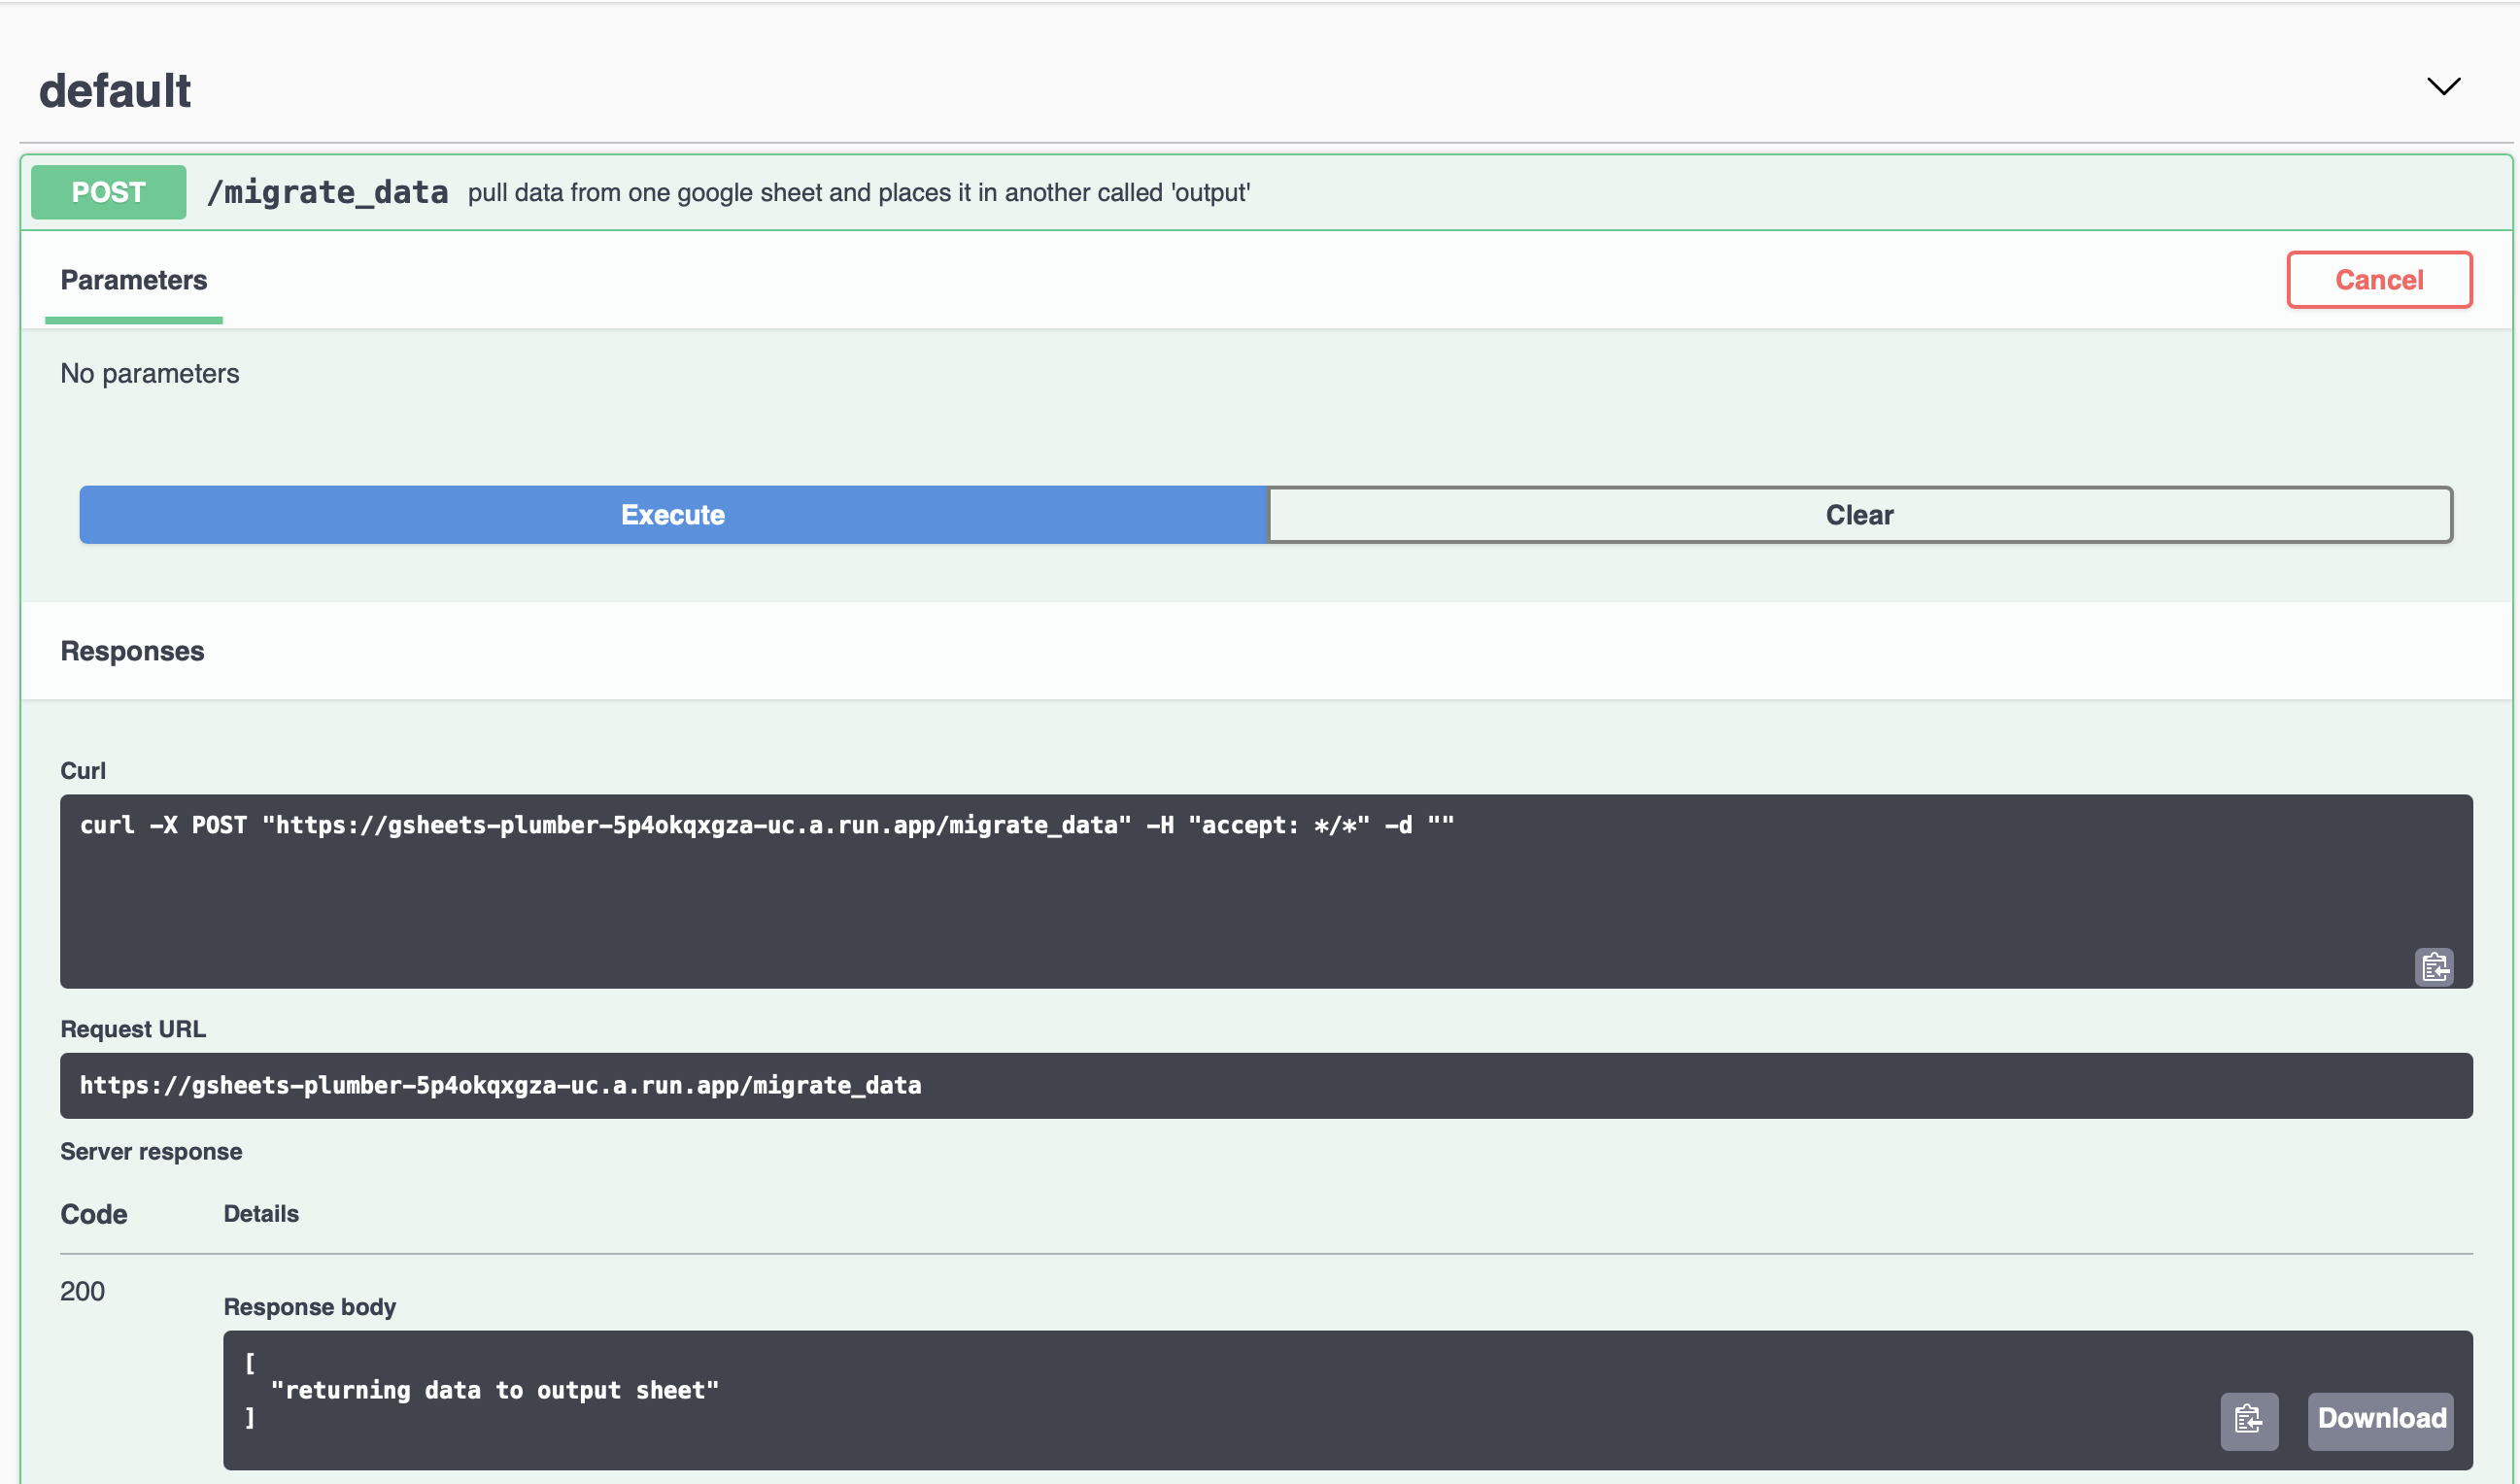 default
POST /migrate_data pull data from one google sheet and places it in another called 'output'
Parameters
Cancel
No parameters
Execute
Clear
Responses
Curl
curl -X POST "https://gsheets-plumber-5p4okqxgza-uc.a.run.app/migrate_data" -H "accept: */*" -d ""
Request URL
https://gsheets-plumber-5p4okqxgza-uc.a.run.app/migrate_data
Server response
Code Details
200
Response body
[
"returning data to output sheet"
]
Download